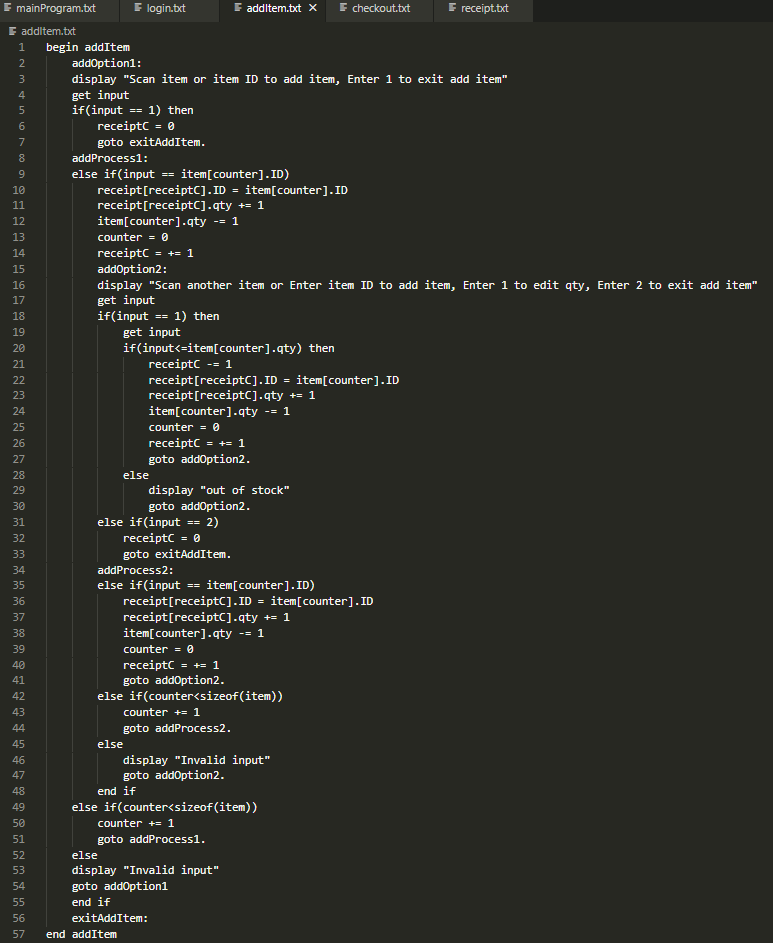 mainProgram.txt login.txt addItem.txt × checkout.txt receipt.txt
addItem.txt
1 begin addItem
2 addOption1:
3 display "Scan item or item ID to add item, Enter 1 to exit add item"
4 get input
5 if(input == 1) then
6 receiptC = 0
7 goto exitAddItem.
8 addProcess1:
9 else if(input == item[counter].ID)
10 receipt[receiptC].ID = item[counter].ID
11 receipt[receiptC].qty += 1
12 item[counter].qty -= 1
13 counter = 0
14 receiptC = += 1
15 addOption2:
16 display "Scan another item or Enter item ID to add item, Enter 1 to edit qty, Enter 2 to exit add item"
17 get input
18 if(input == 1) then
19 get input
20 if(input<=item[counter].qty) then
21 receiptC -= 1
22 receipt[receiptC].ID = item[counter].ID
23 receipt[receiptC].qty += 1
24 item[counter].qty -= 1
25 counter = 0
26 receiptC = += 1
27 goto addOption2.
28 else
29 display "out of stock"
30 goto addOption2.
31 else if(input == 2)
32 receiptC = 0
33 goto exitAddItem.
34 addProcess2:
35 else if(input == item[counter].ID)
36 receipt[receiptC].ID = item[counter].ID
37 receipt[receiptC].qty += 1
38 item[counter].qty -= 1
39 counter = 0
40 receiptC = += 1
41 goto addOption2.
42 else if(counter<sizeof(item))
43 counter += 1
44 goto addProcess2.
45 else
46 display "Invalid input"
47 goto addOption2.
48 end if
49 else if(counter<sizeof(item))
50 counter += 1
51 goto addProcess1.
52 else
53 display "Invalid input"
54 goto addOption1
55 end if
56 exitAddItem:
57 end addItem